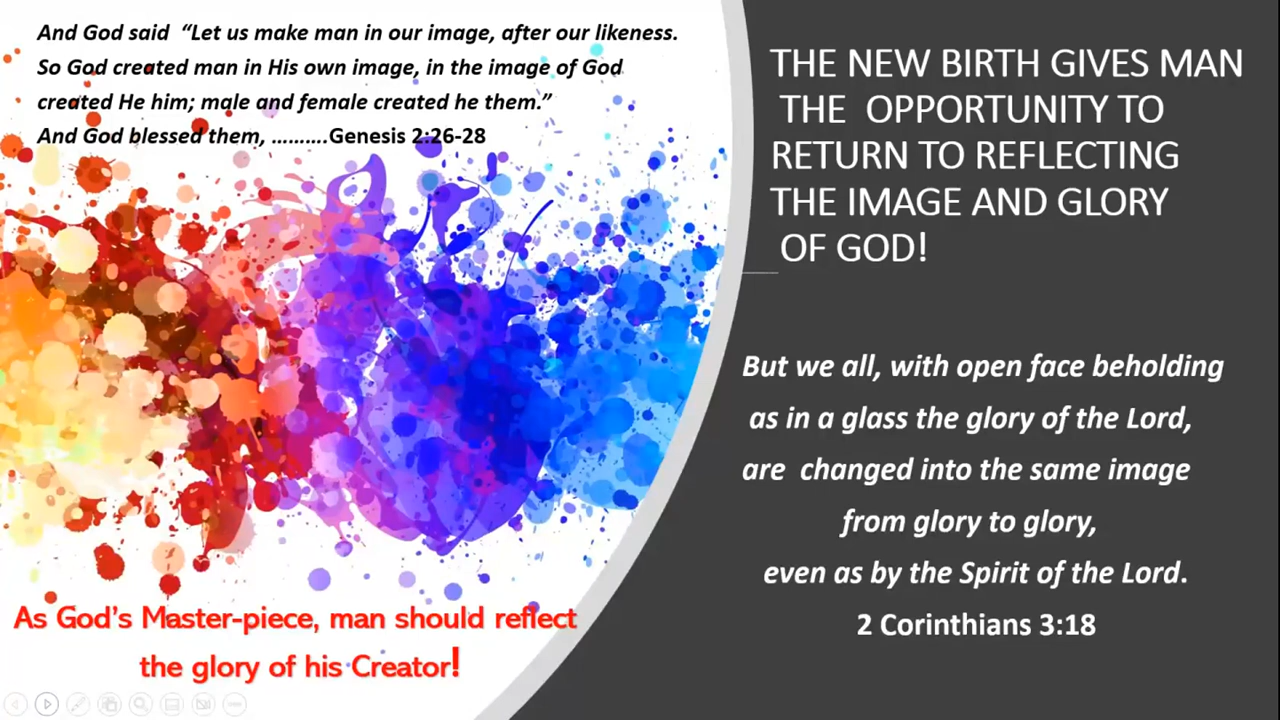 And God said “Let us make man in our image, after our likeness.
So God created man in His own image, in the image of God
created He him; male and female created he them.”
And God blessed them, ……….Genesis 2:26-28
As God’s Master-piece, man should reflect
the glory of his Creator!
THE NEW BIRTH GIVES MAN
THE OPPORTUNITY TO
RETURN TO REFLECTING
THE IMAGE AND GLORY
OF GOD!
But we all, with open face beholding
as in a glass the glory of the Lord,
are changed into the same image
from glory to glory,
even as by the Spirit of the Lord.
2 Corinthians 3:18